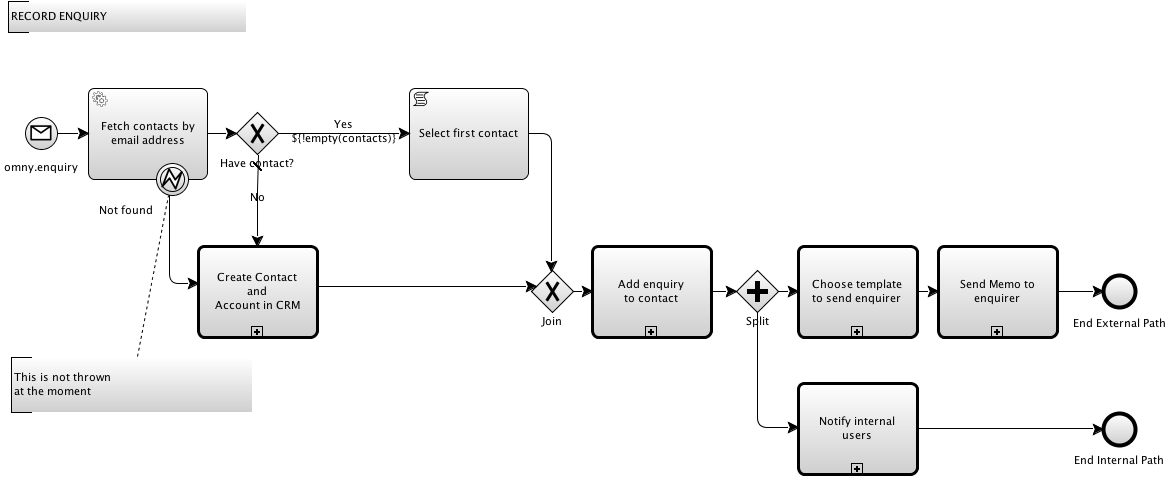 RECORD ENQUIRY
omny.enquiry
Fetch contacts by
email address
Not found
Have contact?
Yes
${!empty(contacts)}
No
Select first contact
Create Contact
and
Account in CRM
Join
Add enquiry
to contact
Split
Choose template
to send enquirer
Send Memo to
enquirer
End External Path
This is not thrown
at the moment
Notify internal
users
End Internal Path